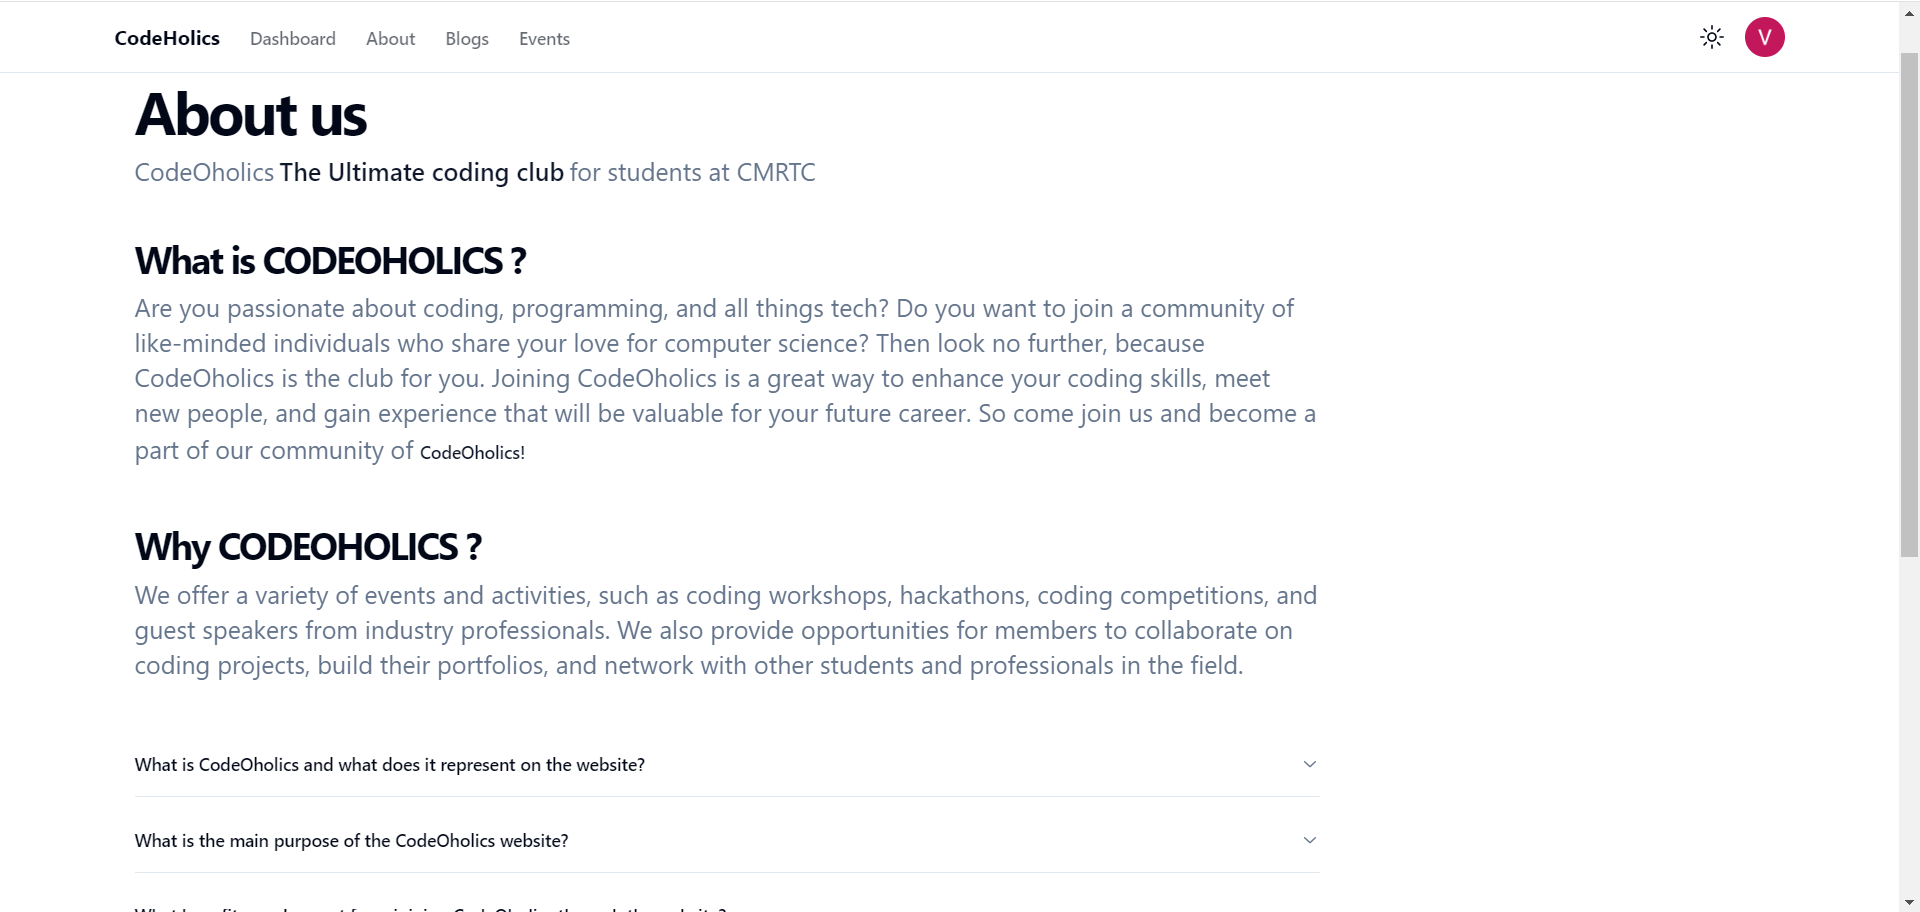 CodeHolics Dashboard About Blogs Events V
About us
CodeOholics The Ultimate coding club for students at CMRTC
What is CODEOHOLICS ?
Are you passionate about coding, programming, and all things tech? Do you want to join a community of
like-minded individuals who share your love for computer science? Then look no further, because
CodeOholics is the club for you. Joining CodeOholics is a great way to enhance your coding skills, meet
new people, and gain experience that will be valuable for your future career. So come join us and become a
part of our community of CodeOholics!
Why CODEOHOLICS ?
We offer a variety of events and activities, such as coding workshops, hackathons, coding competitions, and
guest speakers from industry professionals. We also provide opportunities for members to collaborate on
coding projects, build their portfolios, and network with other students and professionals in the field.
What is CodeOholics and what does it represent on the website?
What is the main purpose of the CodeOholics website?